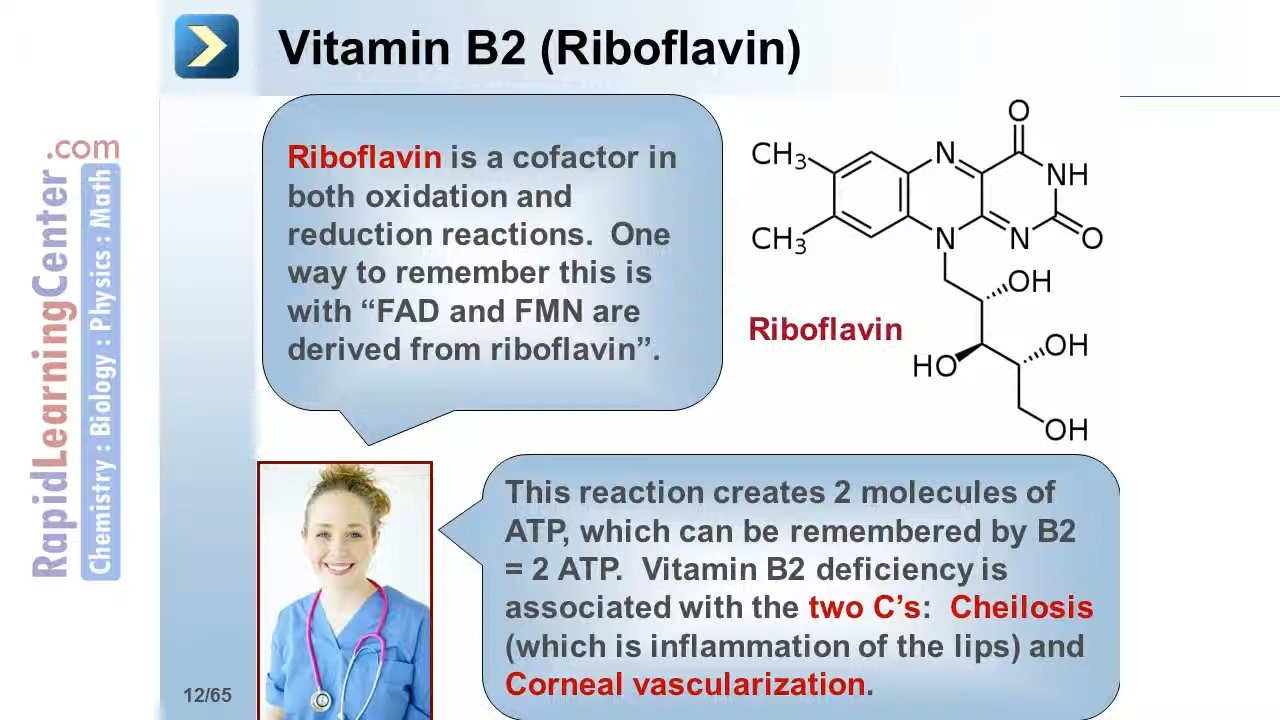 Vitamin B2 (Riboflavin)
RapidLearningCenter.com
Chemistry : Biology : Physics : Math
Riboflavin is a cofactor in
both oxidation and
reduction reactions.  One
way to remember this is
with “FAD and FMN are
derived from riboflavin”.
O
CH3
N
NH
CH3
N
N
O
OH
Riboflavin
HO
OH
OH
This reaction creates 2 molecules of
ATP, which can be remembered by B2
= 2 ATP.  Vitamin B2 deficiency is
associated with the two C’s:  Cheilosis
(which is inflammation of the lips) and
Corneal vascularization.
12/65